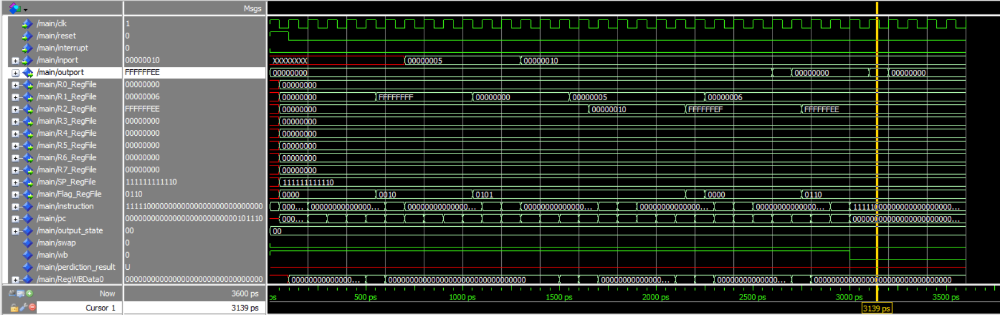 Msgs
/main/clk 1
/main/reset 0
/main/interrupt 0
/main/inport 00000010 XXXXXXXX 00000005 00000010
/main/outport FFFFFFEE 00000000 00000000 00000000
/main/R0_RegFile 00000000 00000000
/main/R1_RegFile 00000006 00000000 FFFFFFFF 00000000 00000005 00000006
/main/R2_RegFile FFFFFFEE 00000000 00000010 FFFFFFEF FFFFFFEE
/main/R3_RegFile 00000000 00000000
/main/R4_RegFile 00000000 00000000
/main/R5_RegFile 00000000 00000000
/main/R6_RegFile 00000000 00000000
/main/R7_RegFile 00000000 00000000
/main/SP_RegFile 111111111110 111111111110
/main/Flag_RegFile 0110 0000 0010 0101 0000 0110
/main/instruction 11111000000000000000000000000000 000... 00000000000000... 00000000000000... 00000000000000... 00000000000000... 00000000000000... 1111100000000000000000...
/main/pc 00000000000000000000000000101110 000... 0000000000000000000000...
/main/output_state 00 00
/main/swap 0
/main/wb 0
/main/perdiction_result U
/main/RegWBData0 00000000000000000000000000000000 00000000000000... 00000000000000000000000000000000 00000000000000... 00000000000000... 00000000000000000000000000000000
Now 3600 ps ps 500 ps 1000 ps 1500 ps 2000 ps 2500 ps 3000 ps 3500 ps
Cursor 1 3139 ps 3139 ps